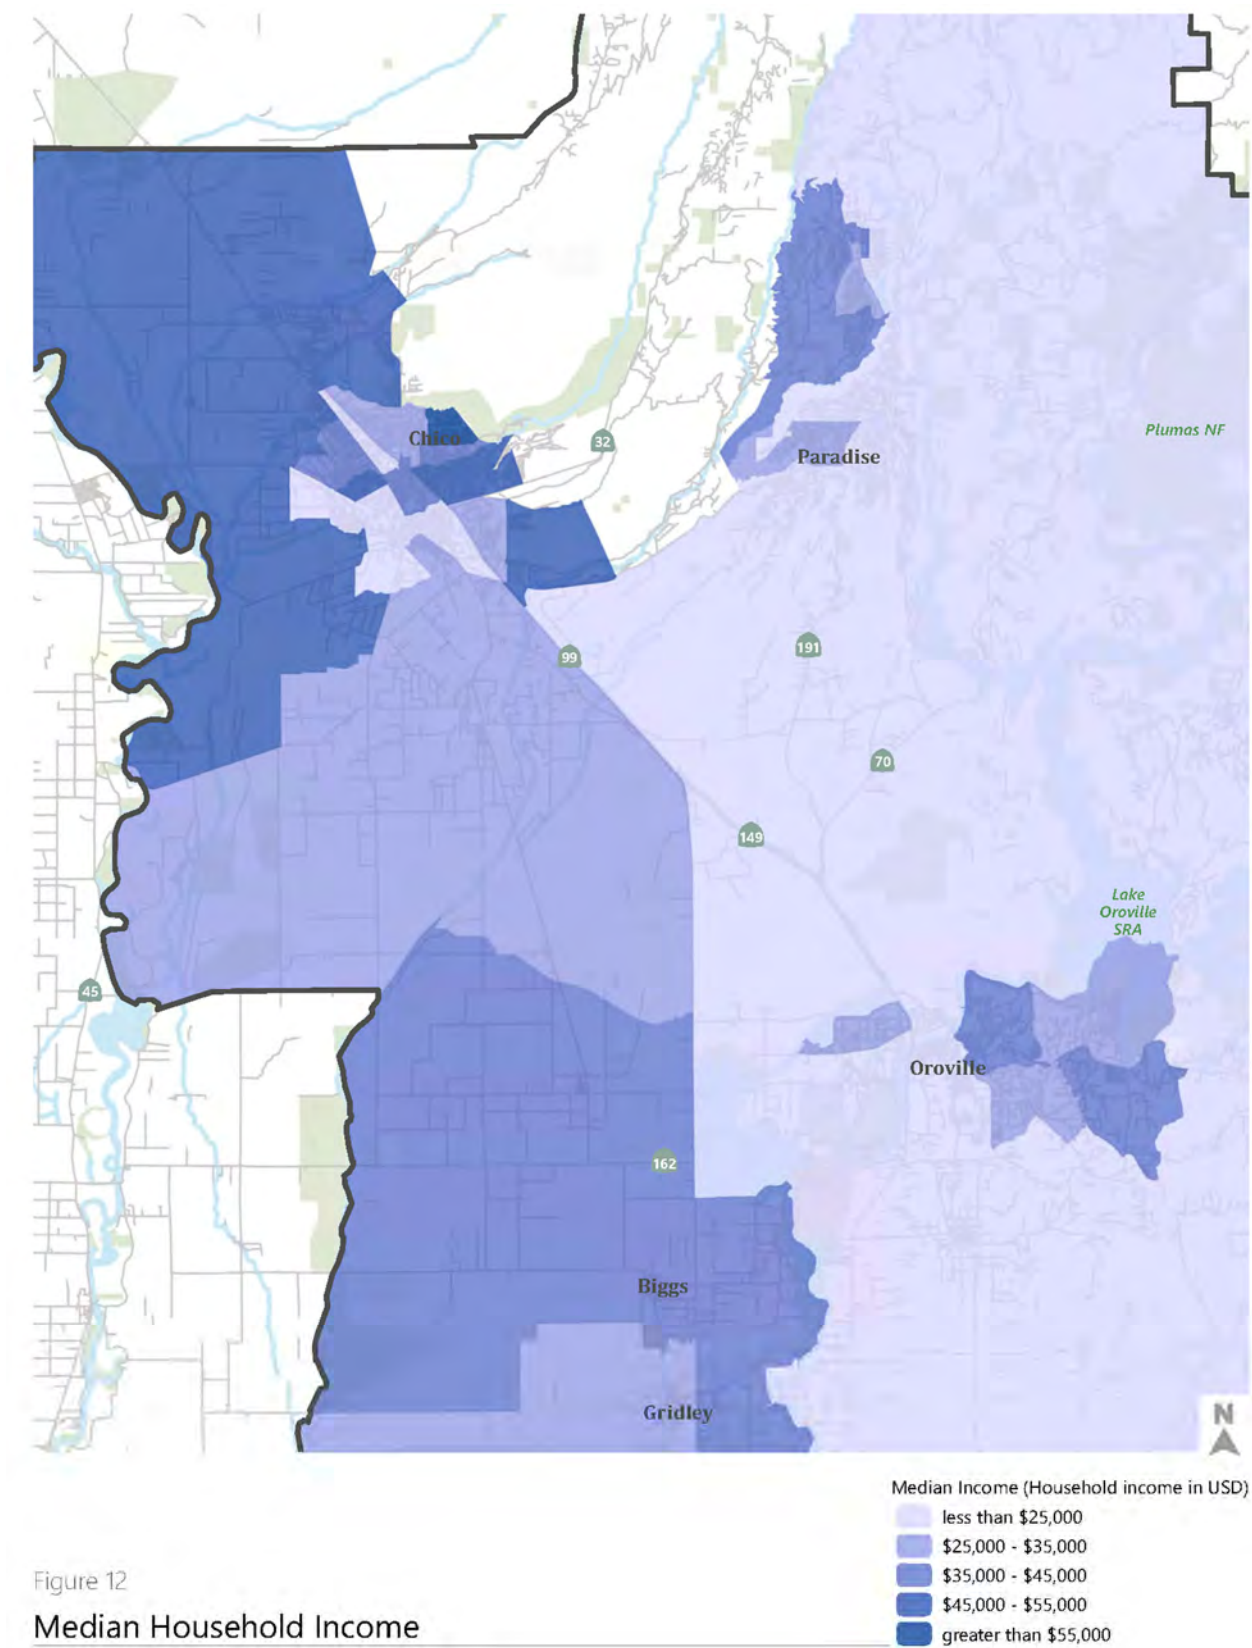 Chico
32
Plumas NF
Paradise
191
99
70
149
Lake
Oroville
SRA
45
Oroville
162
Biggs
Gridley
N
Median Income (Household income in USD)
less than $25,000
$25,000 - $35,000
$35,000 - $45,000
$45,000 - $55,000
greater than $55,000
Figure 12
Median Household Income